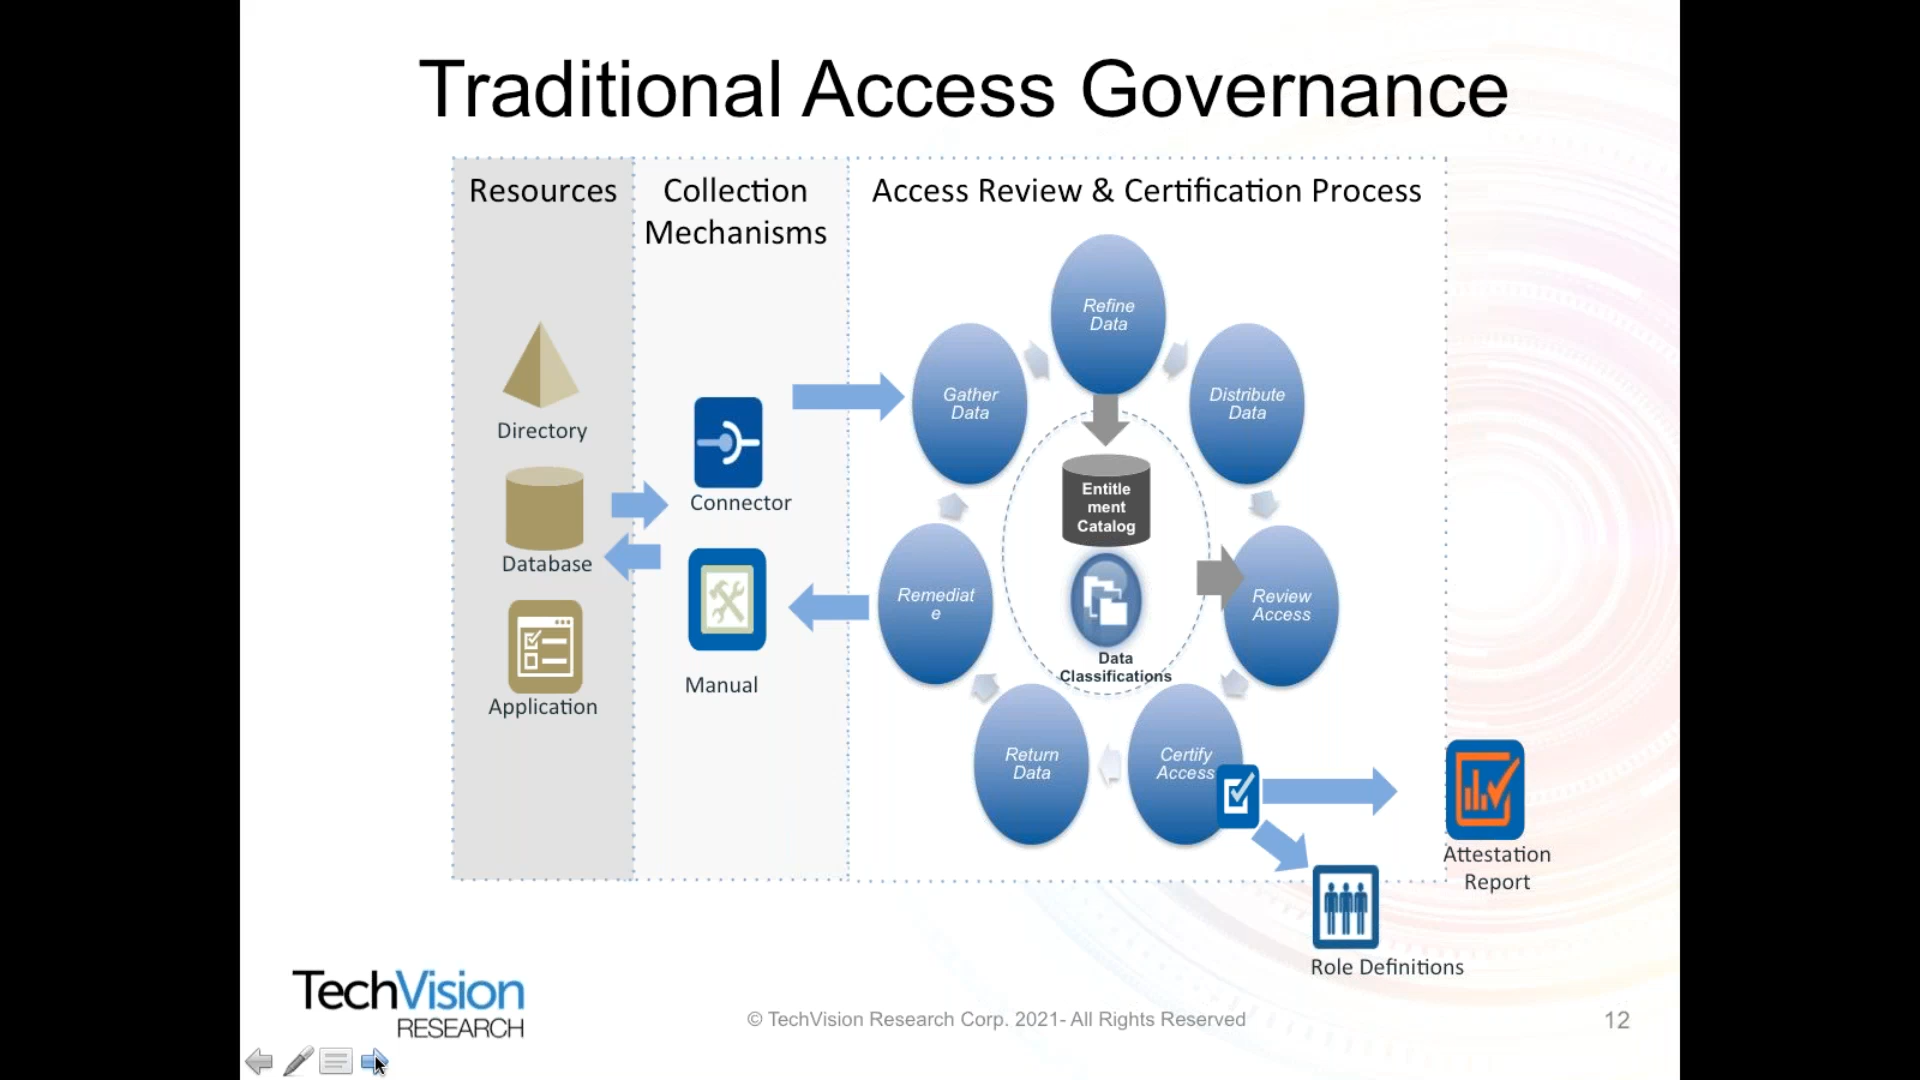 Traditional Access Governance
Resources
Collection
Mechanisms
Access Review & Certification Process
Directory
Database
Application
Connector
Manual
Refine
Data
Gather
Data
Distribute
Data
Entitle
ment
Catalog
Data
Classifications
Remediat
e
Review
Access
Return
Data
Certify
Access
Attestation
Report
Role Definitions
TechVision
RESEARCH
© TechVision Research Corp. 2021- All Rights Reserved
12